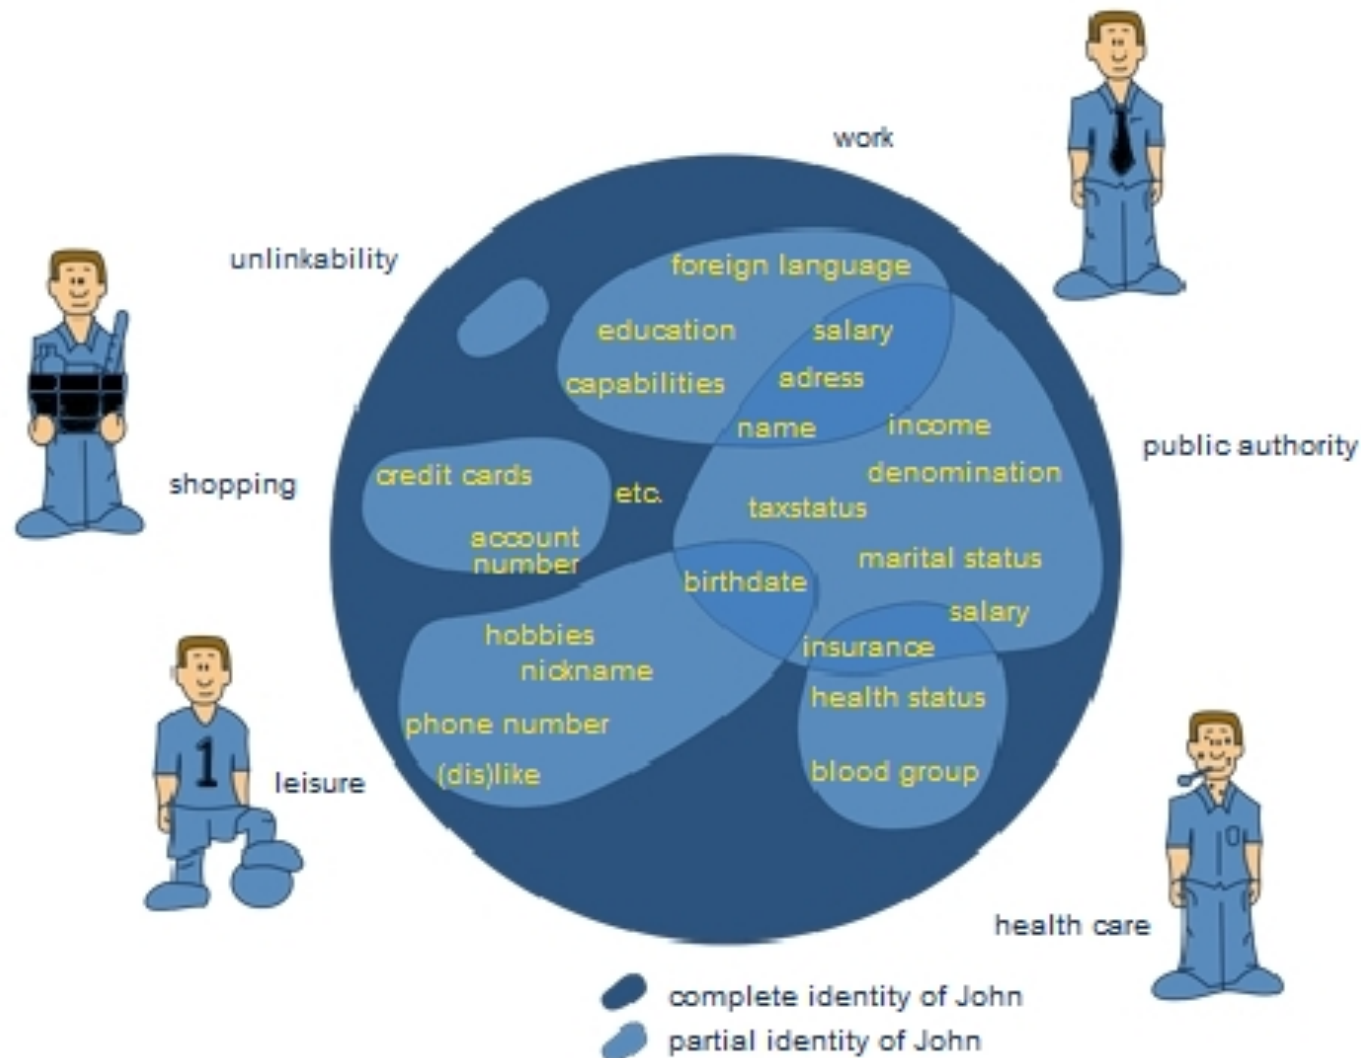 work
unlinkability
foreign language
education
salary
capabilities
adress
name
income
public authority
credit cards
denomination
shopping
etc.
taxstatus
account
number
marital status
birthdate
salary
hobbies
insurance
nickname
health status
phone number
(dis)like
blood group
1
leisure
health care
complete identity of John
partial identity of John